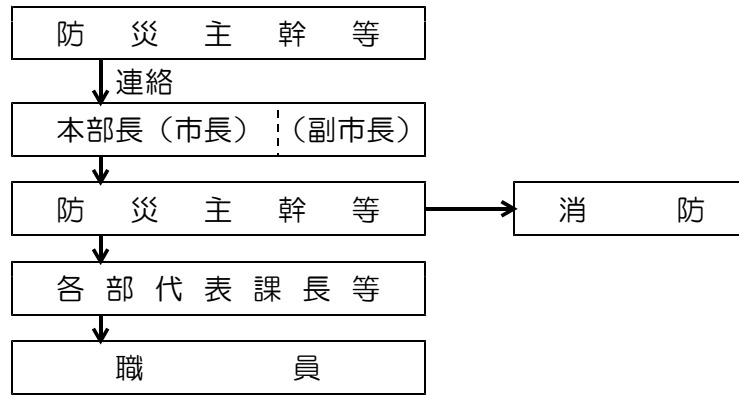 防災主幹等
連絡
本部長（市長）（副市長）
防災主幹等
消防
各部代表課長等
職員